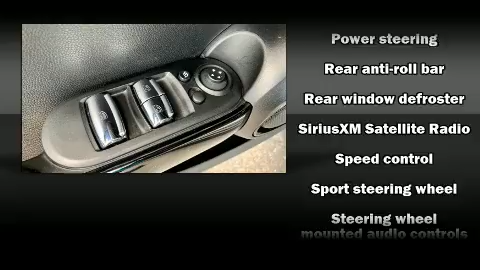 Power steering
Rear anti-roll bar
Rear window defroster
SiriusXM Satellite Radio
Speed control
Sport steering wheel
Steering wheel
mounted audio controls